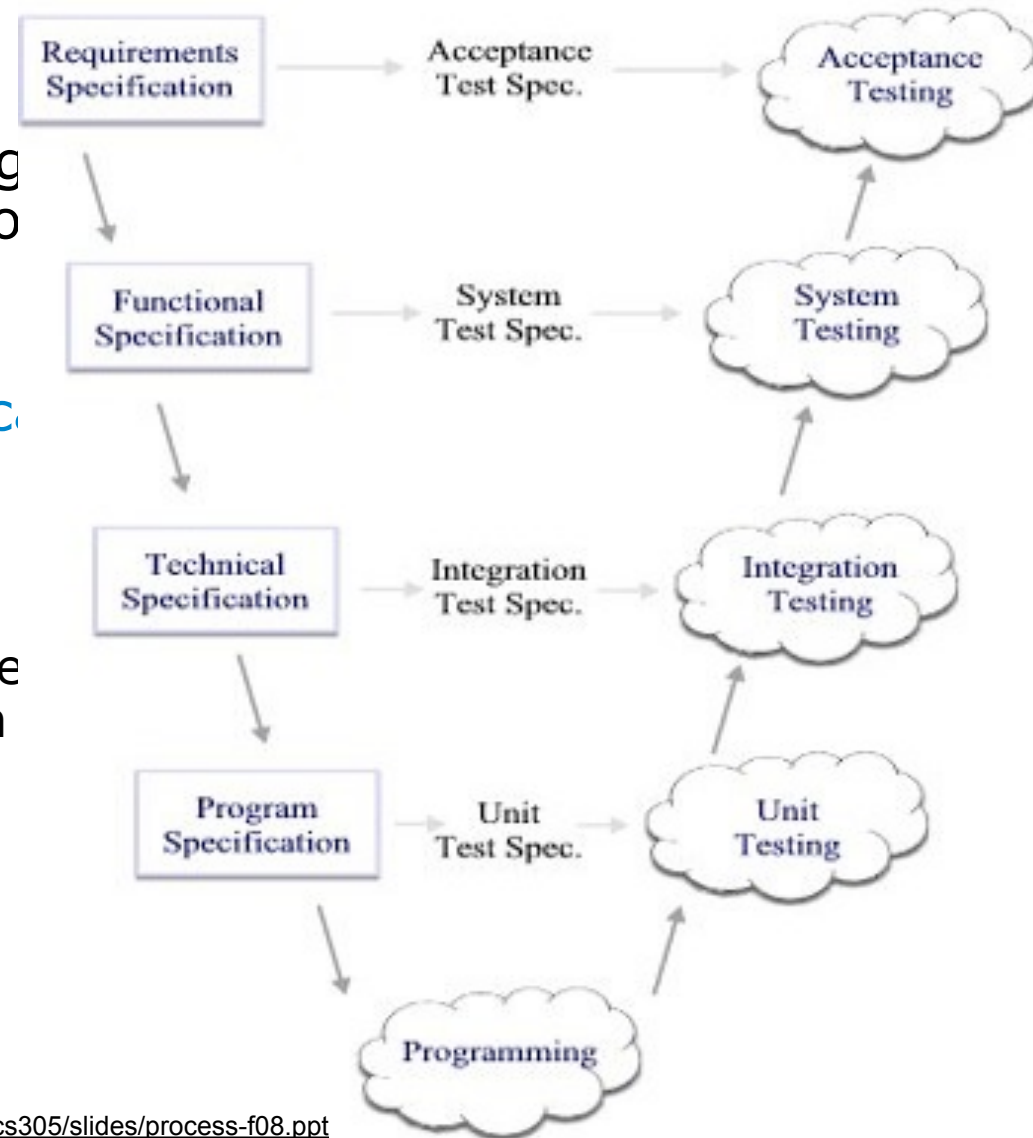 Requirements
Specification
Acceptance
Test Spec.
Acceptance
Testing
g
o
Functional
Specification
System
Test Spec.
System
Testing
Technical
Specification
Integration
Test Spec.
Integration
Testing
e
Program
Specification
Unit
Test Spec.
Unit
Testing
Programming
cs305/slides/process-f08.ppt